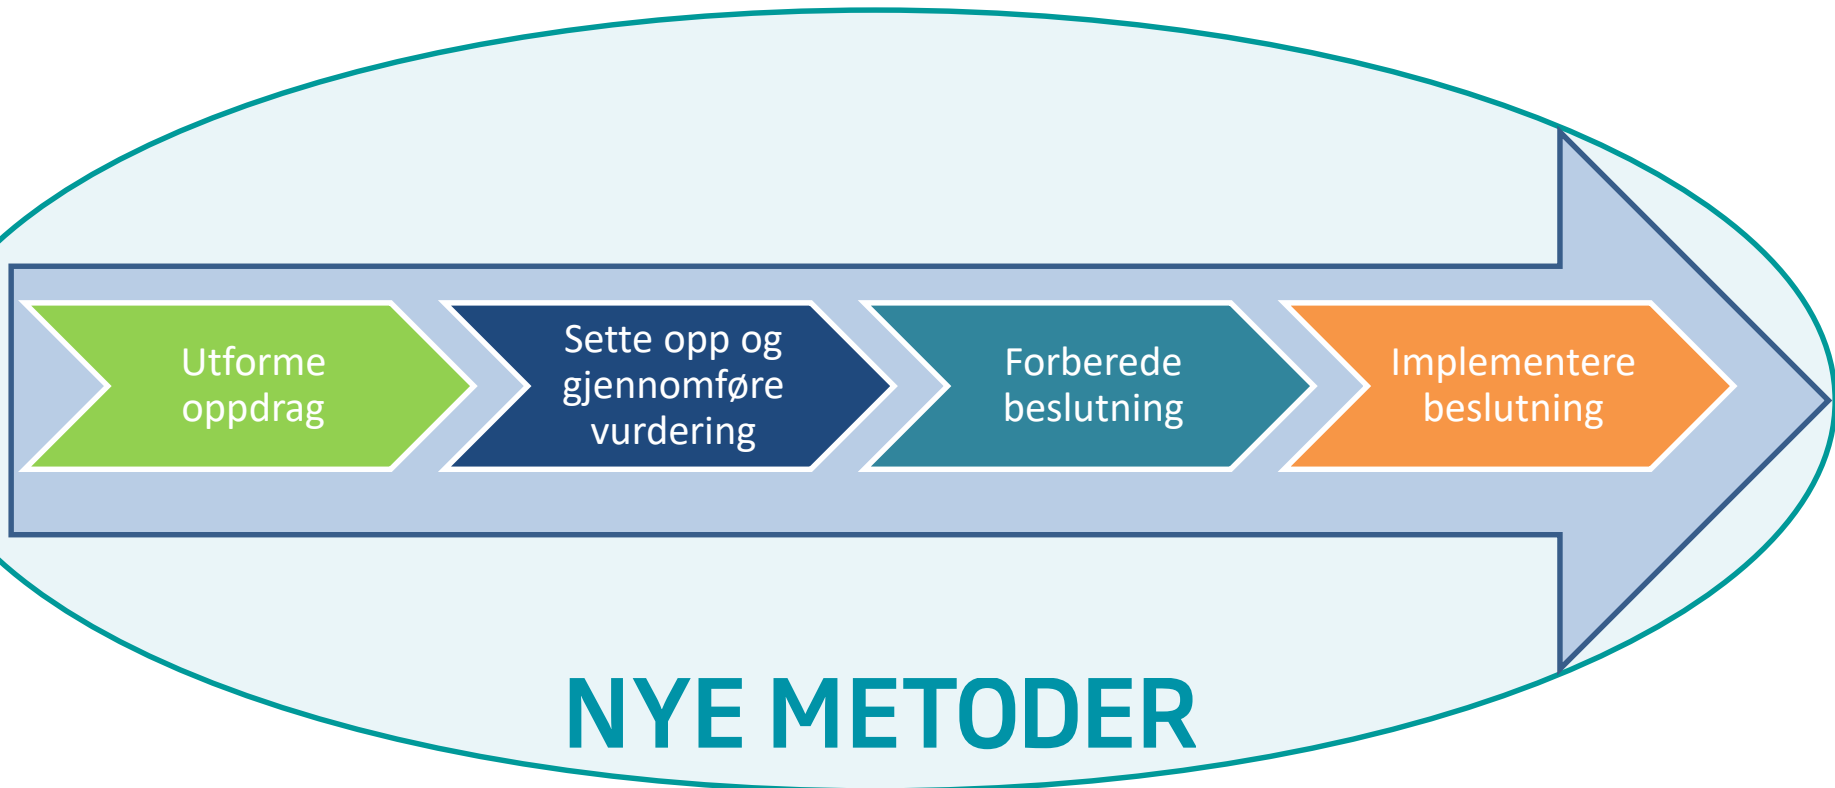 Utforme
oppdrag
Sette opp og
gjennomføre
vurdering
Forberede
beslutning
Implementere
beslutning
NYE METODER